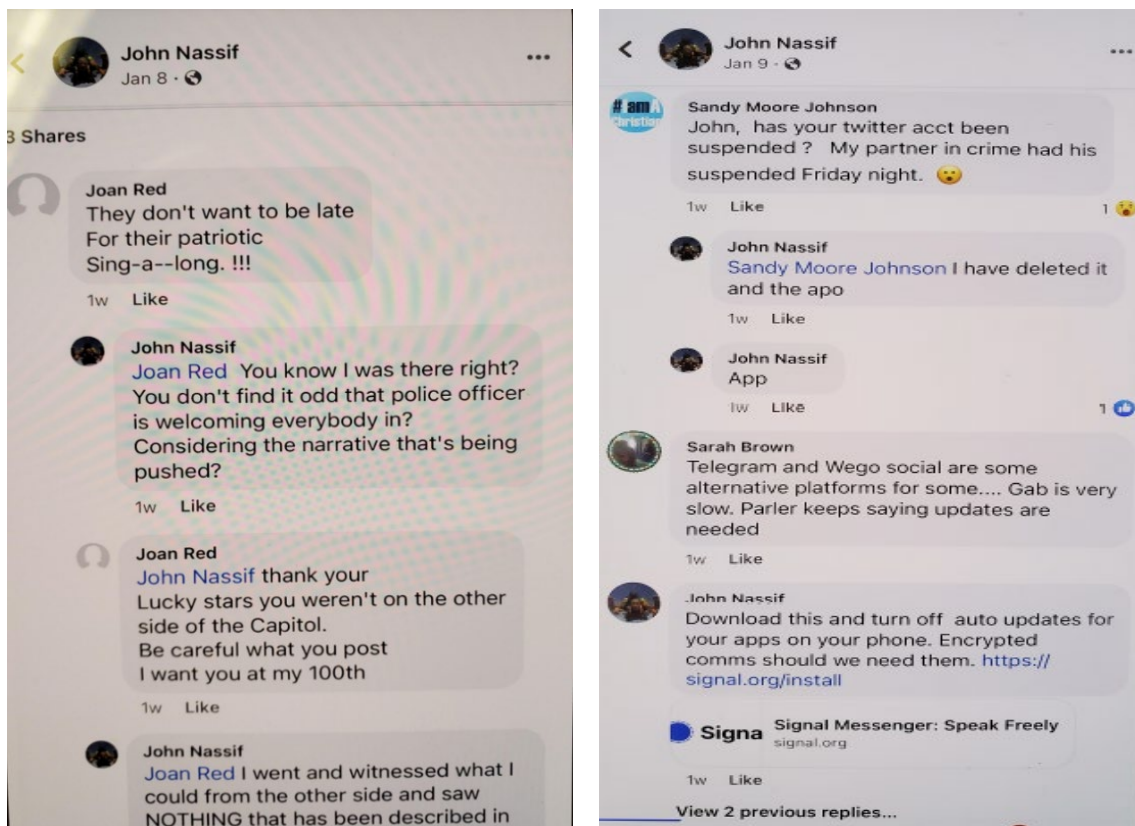 John Nassif
Jan 8 ·
3 Shares
Joan Red
They don't want to be late
For their patriotic
Sing-a--long. !!!
1w Like
John Nassif
Joan Red You know I was there right?
You don't find it odd that police officer
is welcoming everybody in?
Considering the narrative that's being
pushed?
1w Like
Joan Red
John Nassif thank your
Lucky stars you weren't on the other
side of the Capitol.
Be careful what you post
I want you at my 100th
1w Like
John Nassif
Joan Red I went and witnessed what I
could from the other side and saw
NOTHING that has been described in
John Nassif
Jan 9 ·
# am A
Christian
Sandy Moore Johnson
John, has your twitter acct been
suspended ? My partner in crime had his
suspended Friday night.
1w Like 1
John Nassif
Sandy Moore Johnson I have deleted it
and the apo
1w Like
John Nassif
App
1w Like 1
Sarah Brown
Telegram and Wego social are some
alternative platforms for some.... Gab is very
slow. Parler keeps saying updates are
needed
1w Like
John Nassif
Download this and turn off auto updates for
your apps on your phone. Encrypted
comms should we need them. https://
signal.org/install
Signa
Signal Messenger: Speak Freely
signal.org
1w Like
View 2 previous replies...